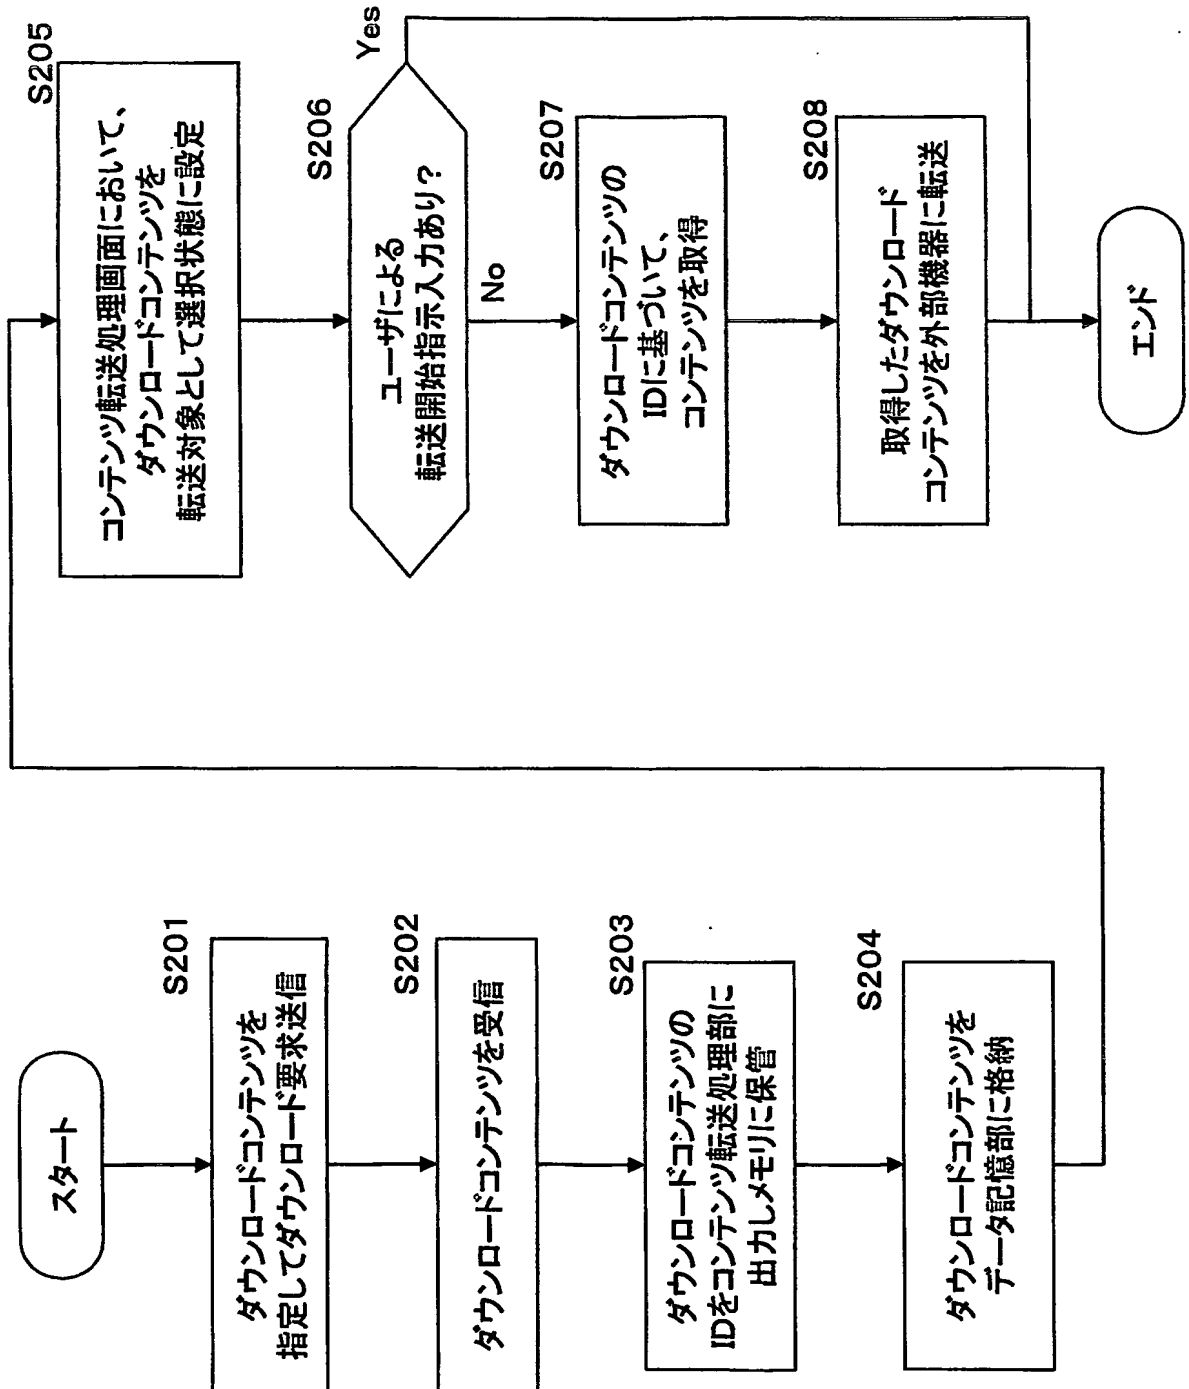 スタート
S201
ダウンロードコンテンツを
指定してダウンロード要求送信
S202
ダウンロードコンテンツを受信
S203
ダウンロードコンテンツの
IDをコンテンツ転送処理部に
出力しメモリに保管
S204
ダウンロードコンテンツを
データ記憶部に格納
S205
コンテンツ転送処理画面において、
ダウンロードコンテンツを
転送対象として選択状態に設定
S206
ユーザによる
転送開始指示入力あり？
Yes
No
S207
ダウンロードコンテンツの
IDに基づいて、
コンテンツを取得
S208
取得したダウンロード
コンテンツを外部機器に転送
エンド